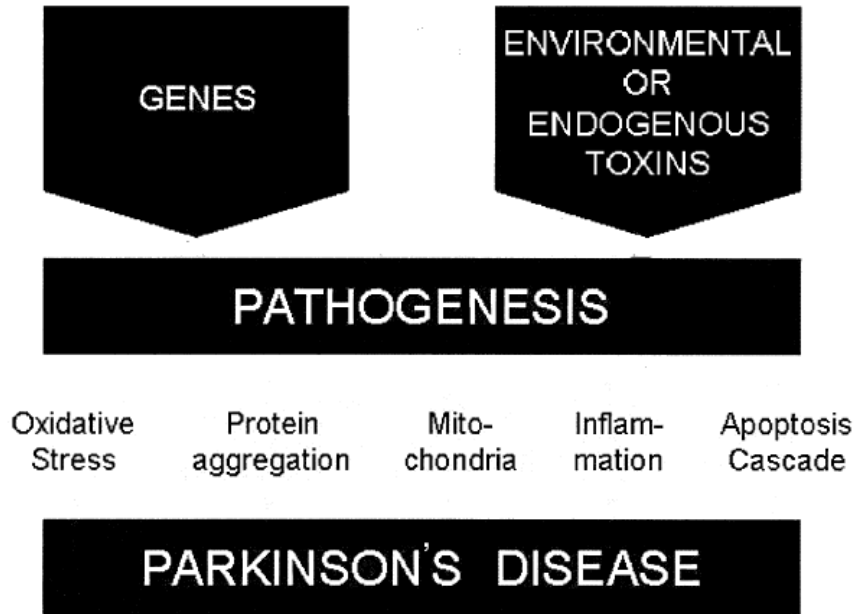 GENES
ENVIRONMENTAL
OR
ENDOGENOUS
TOXINS
PATHOGENESIS
Oxidative
Stress
Protein
aggregation
Mito-
chondria
Inflam-
mation
Apoptosis
Cascade
PARKINSON'S DISEASE